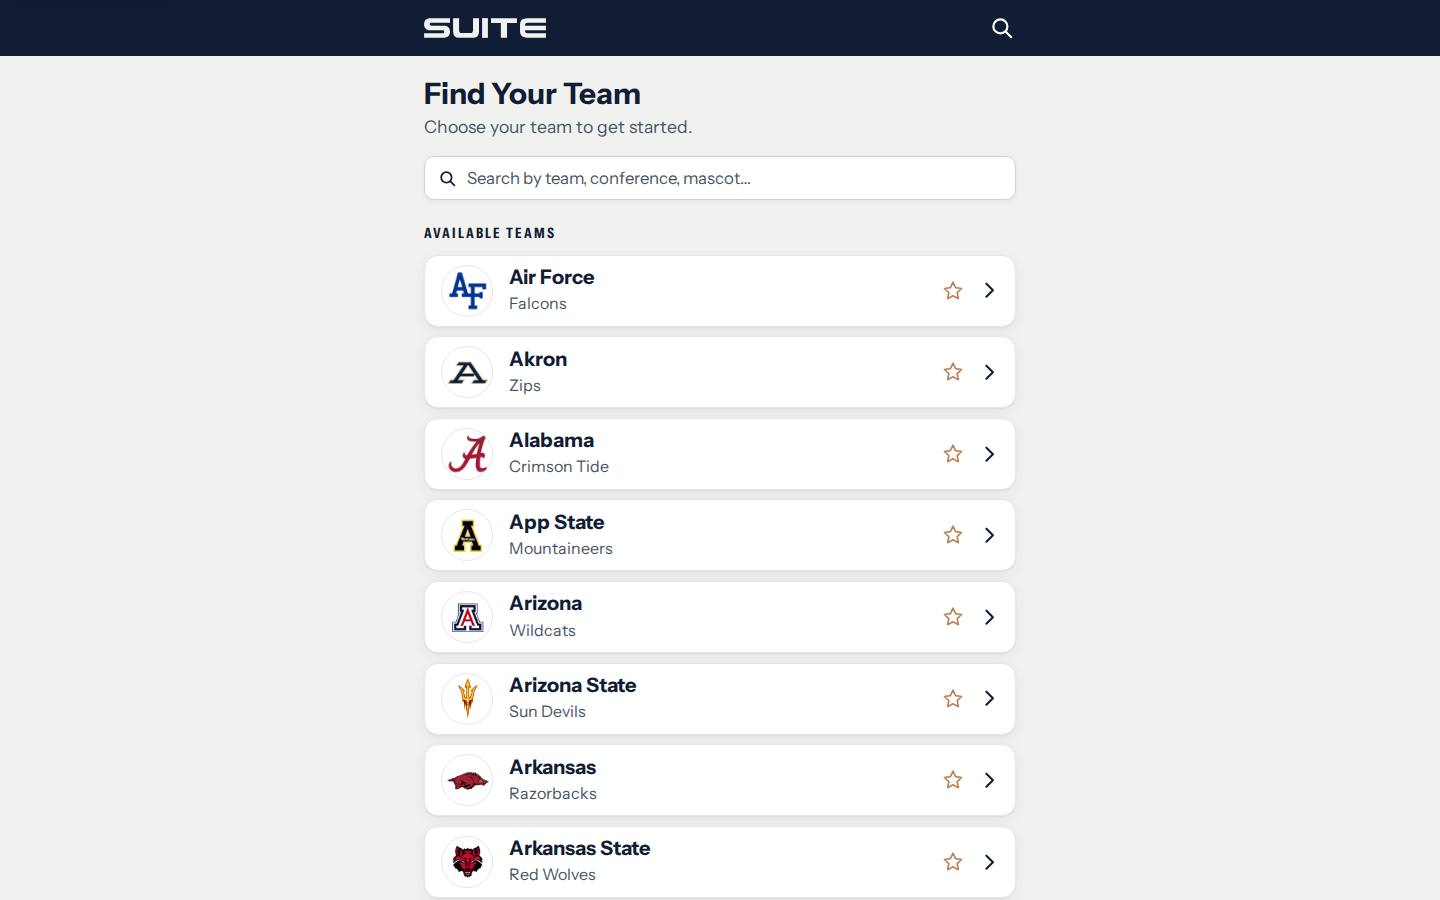 SUITE
Find Your Team
Choose your team to get started.
Search by team, conference, mascot...
AVAILABLE TEAMS
Air Force
Falcons
Akron
Zips
Alabama
Crimson Tide
App State
Mountaineers
Arizona
Wildcats
Arizona State
Sun Devils
Arkansas
Razorbacks
Arkansas State
Red Wolves